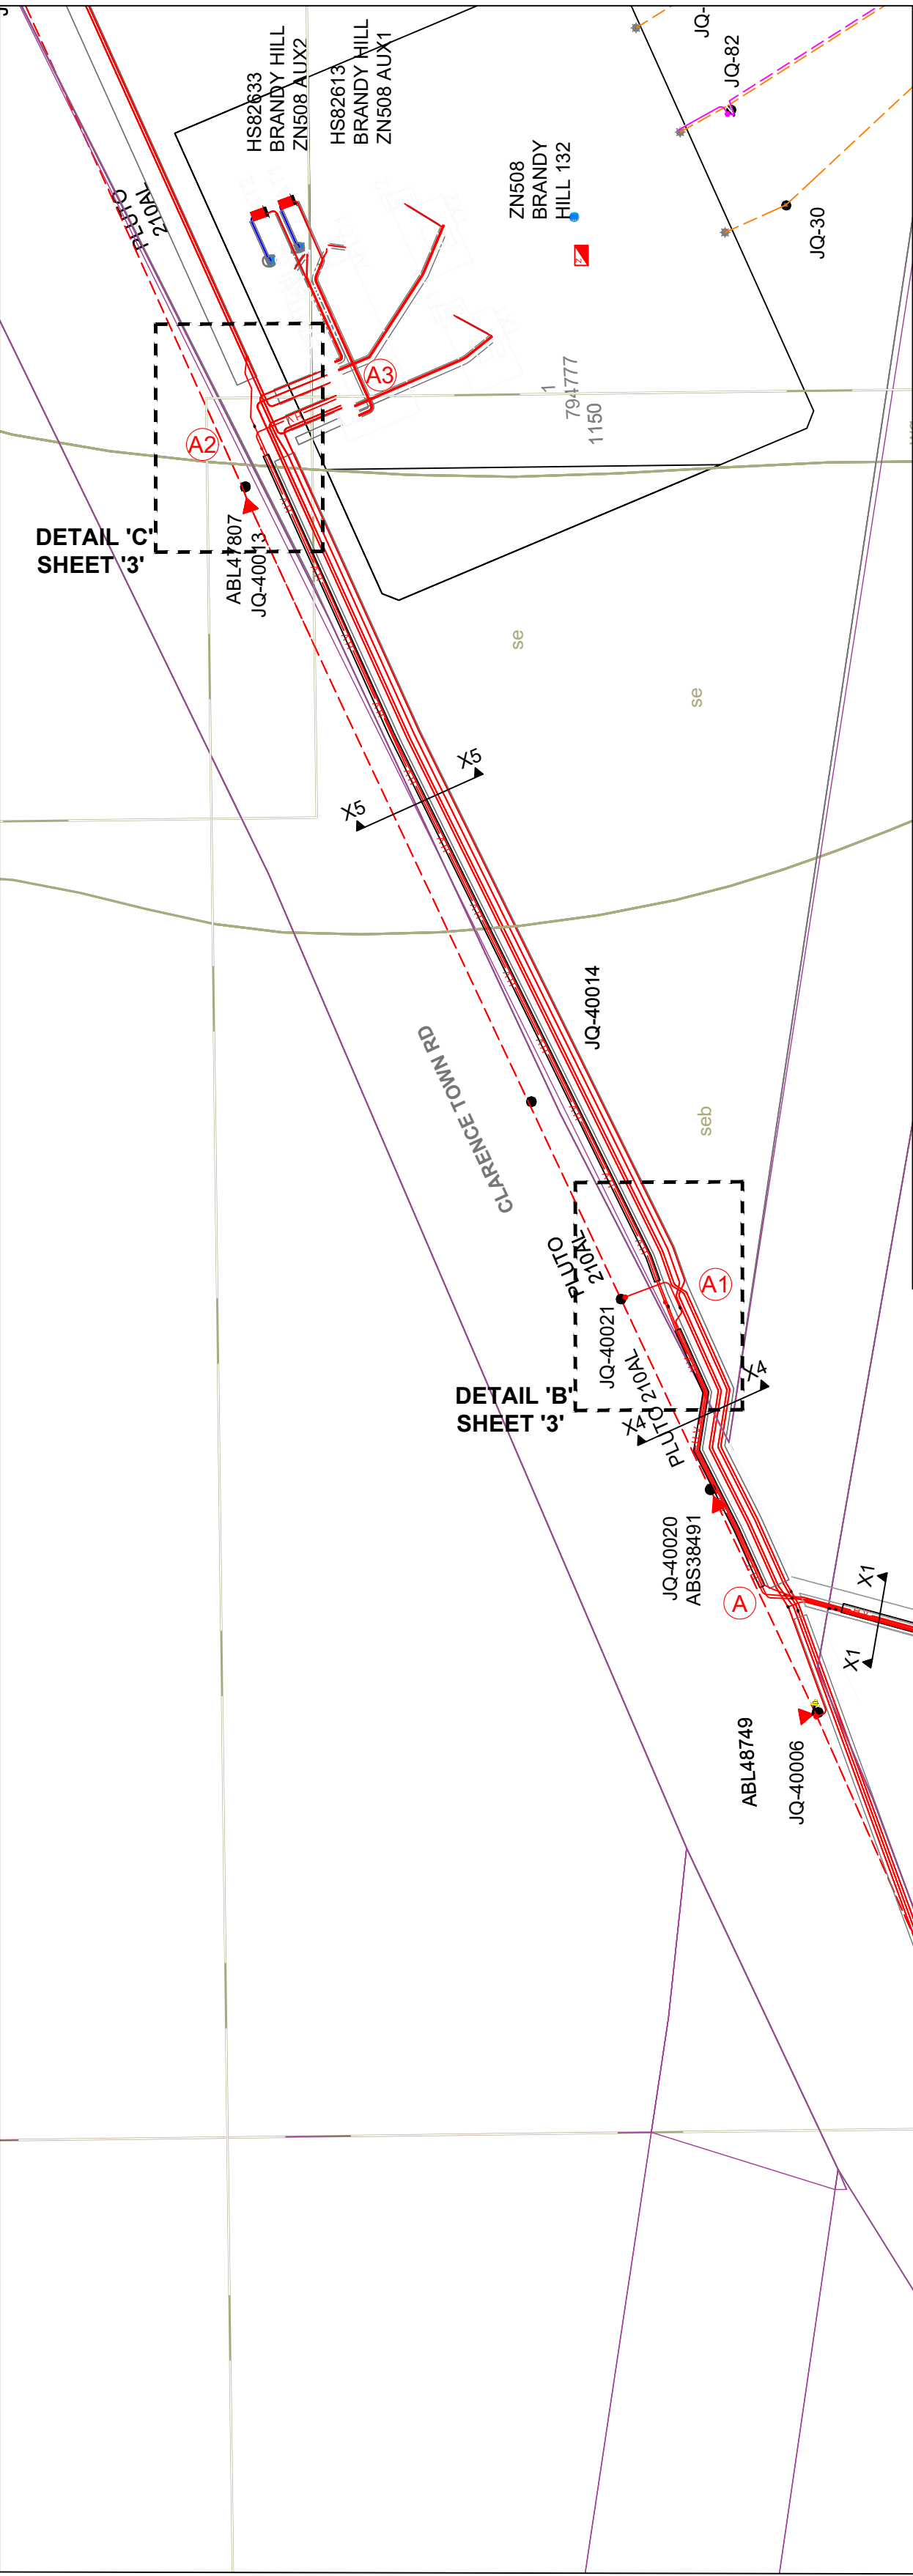 HS82633
BRANDY HILL
ZN508 AUX2
HS82613
BRANDY HILL
ZN508 AUX1
JQ-
JQ-82
PLUTO
210AL
ZN508
BRANDY
HILL 132
JQ-30
A3
A2
1
794777
1150
DETAIL 'C'
SHEET '3'
ABL47807
JQ-40013
se
se
X5
X5
JQ-40014
CLARENCE TOWN RD
seb
PLUTO
210AL
A1
JQ-40021
DETAIL 'B'
SHEET '3'
X4
X4
PLUTO 210AL
JQ-40020
ABS38491
A
X1
X1
ABL48749
JQ-40006